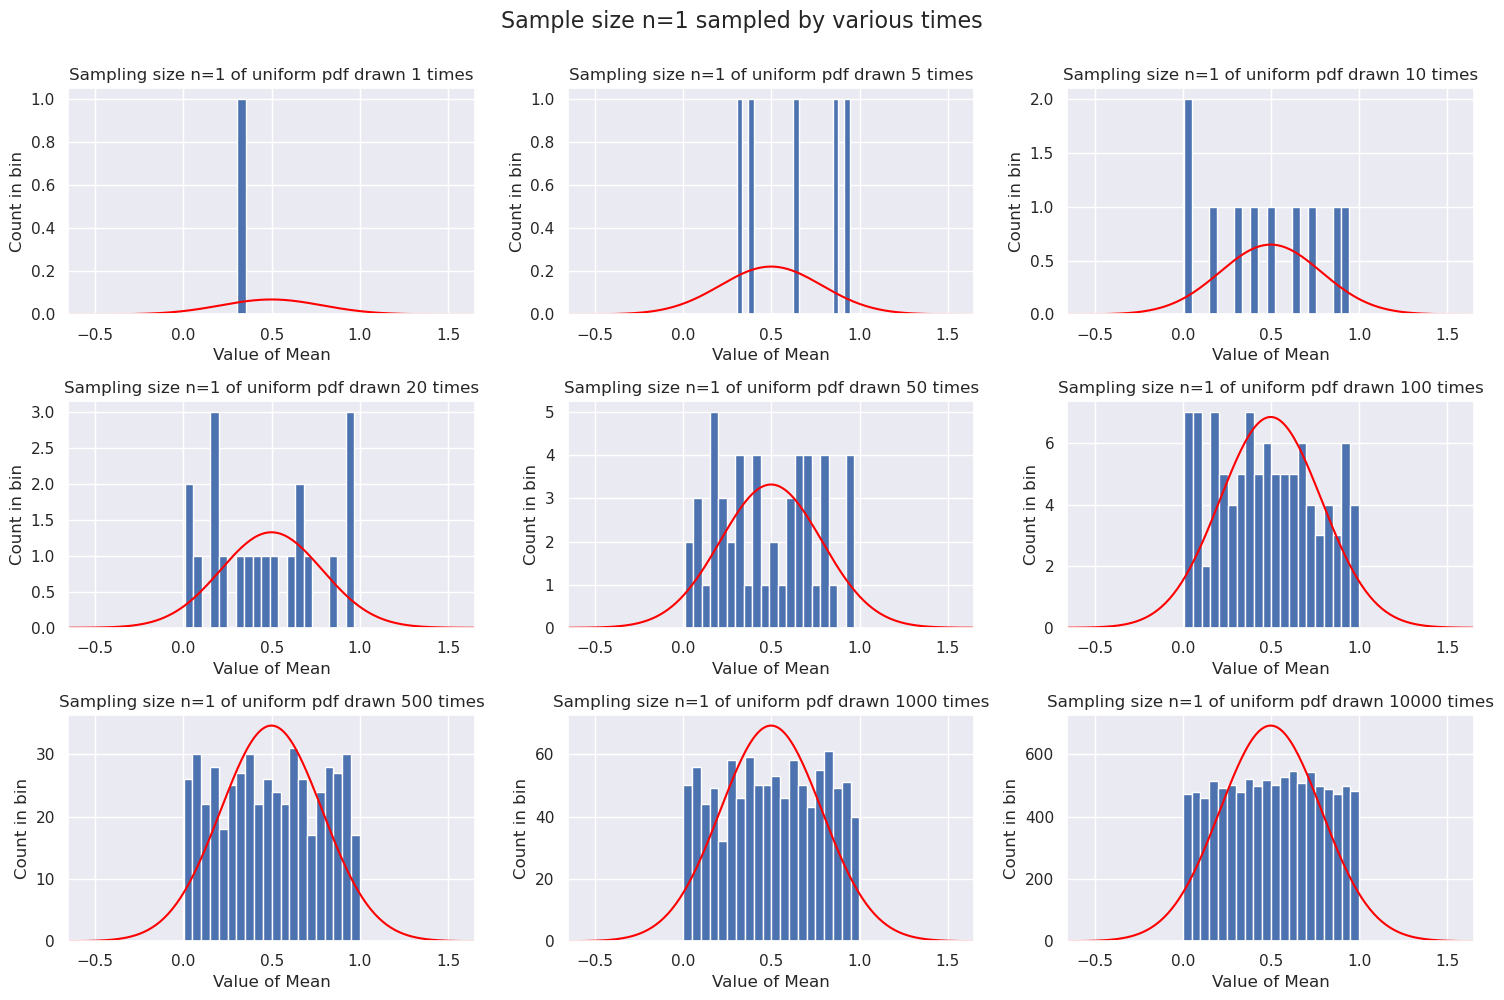 Sample size n=1 sampled by various times
Sampling size n=1 of uniform pdf drawn 1 times
Count in bin
1.0
0.8
0.6
0.4
0.2
0.0
−0.5 0.0 0.5 1.0 1.5
Value of Mean
Sampling size n=1 of uniform pdf drawn 5 times
Count in bin
1.0
0.8
0.6
0.4
0.2
0.0
−0.5 0.0 0.5 1.0 1.5
Value of Mean
Sampling size n=1 of uniform pdf drawn 10 times
Count in bin
2.0
1.5
1.0
0.5
0.0
−0.5 0.0 0.5 1.0 1.5
Value of Mean
Sampling size n=1 of uniform pdf drawn 20 times
Count in bin
3.0
2.5
2.0
1.5
1.0
0.5
0.0
−0.5 0.0 0.5 1.0 1.5
Value of Mean
Sampling size n=1 of uniform pdf drawn 50 times
Count in bin
5
4
3
2
1
0
−0.5 0.0 0.5 1.0 1.5
Value of Mean
Sampling size n=1 of uniform pdf drawn 100 times
Count in bin
6
4
2
0
−0.5 0.0 0.5 1.0 1.5
Value of Mean
Sampling size n=1 of uniform pdf drawn 500 times
Count in bin
30
20
10
0
−0.5 0.0 0.5 1.0 1.5
Value of Mean
Sampling size n=1 of uniform pdf drawn 1000 times
Count in bin
60
40
20
0
−0.5 0.0 0.5 1.0 1.5
Value of Mean
Sampling size n=1 of uniform pdf drawn 10000 times
Count in bin
600
400
200
0
−0.5 0.0 0.5 1.0 1.5
Value of Mean